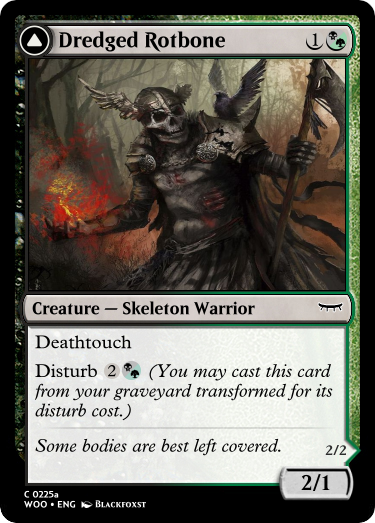 Dredged Rotbone 1
Creature — Skeleton Warrior
Deathtouch
Disturb 2 (You may cast this card
from your graveyard transformed for its
disturb cost.)
Some bodies are best left covered.
2/2
2/1
C 0225a
WOO • ENG BLACKFOXST